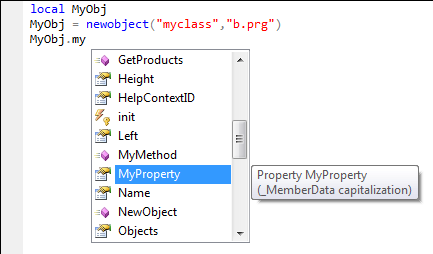 local MyObj
MyObj = newobject("myclass","b.prg")
MyObj.my
GetProducts
Height
HelpContextID
init
Left
MyMethod
MyProperty
Name
NewObject
Objects
Property MyProperty
(_MemberData capitalization)